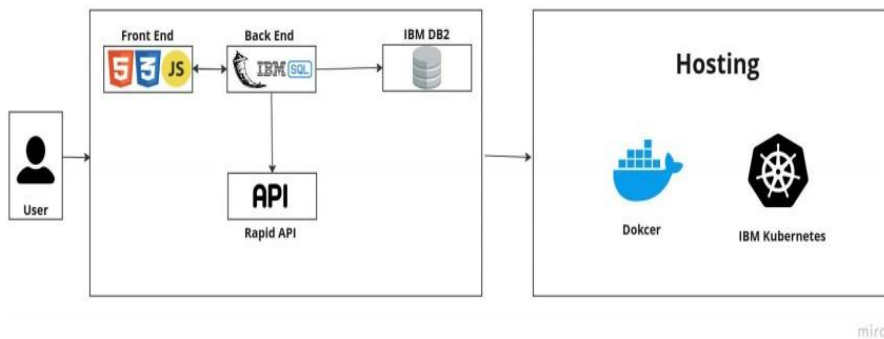 Front End
Back End
IBM DB2
5
3
JS
IBM
SQL
Hosting
User
API
Rapid API
Dokcer
IBM Kubernetes
miro